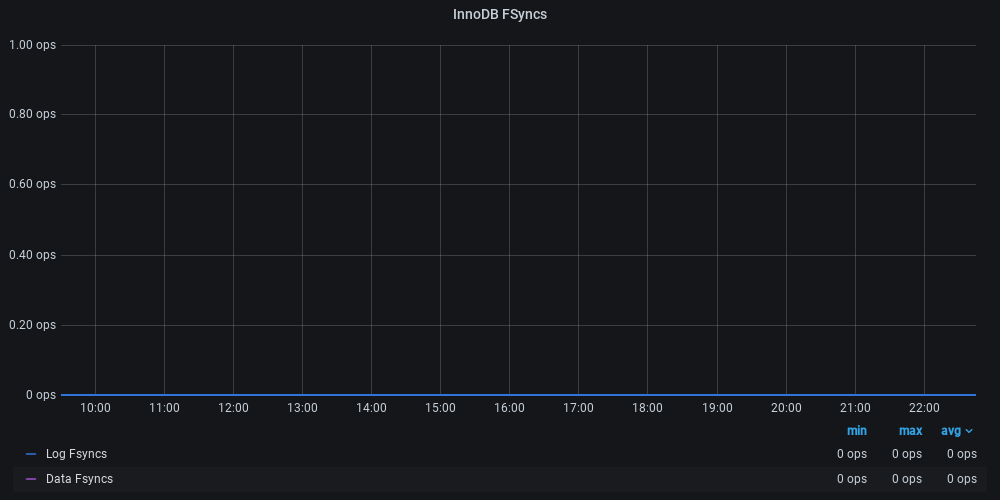 InnoDB FSyncs
1.00 ops
0.80 ops
0.60 ops
0.40 ops
0.20 ops
0 ops
10:00 11:00 12:00 13:00 14:00 15:00 16:00 17:00 18:00 19:00 20:00 21:00 22:00
min max avg
Log Fsyncs 0 ops 0 ops 0 ops
Data Fsyncs 0 ops 0 ops 0 ops